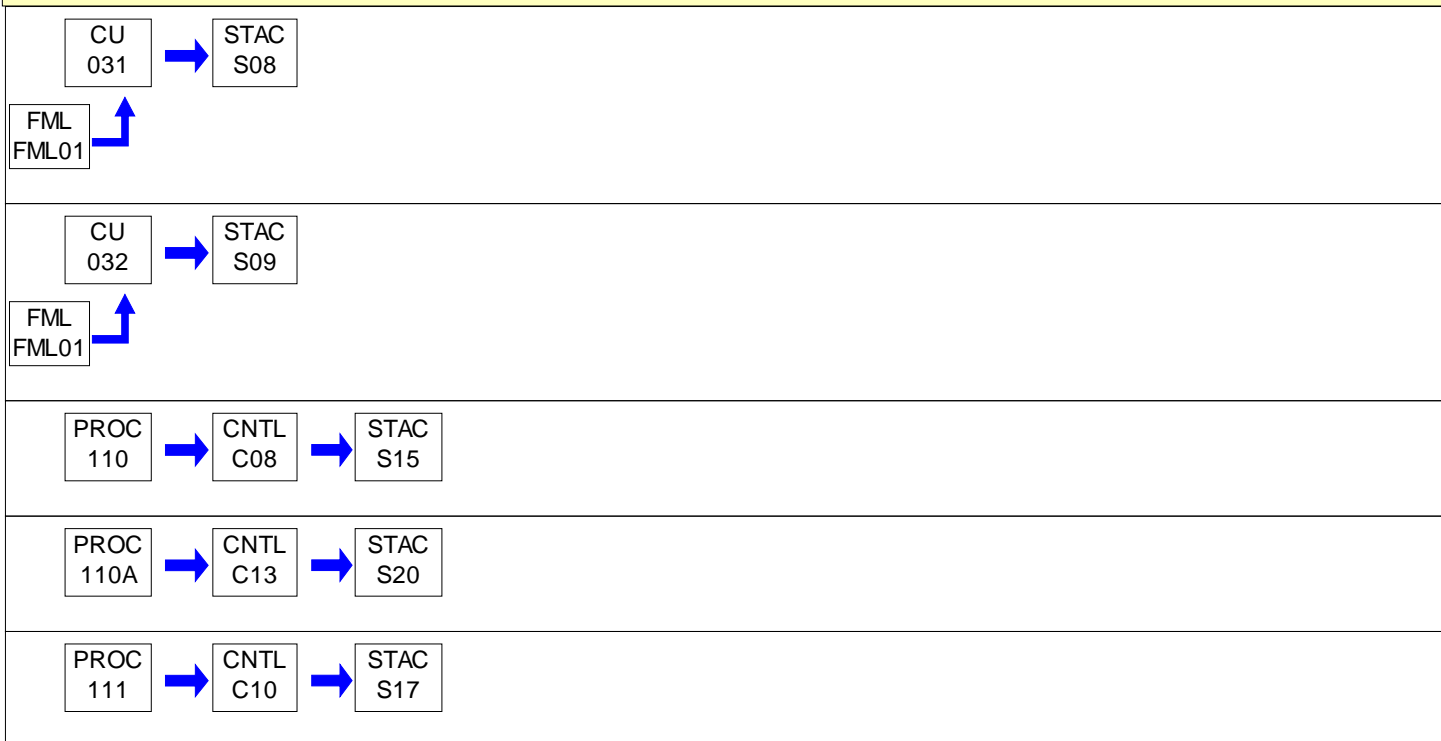 CU
031
STAC
S08
FML
FML01
CU
032
STAC
S09
FML
FML01
PROC
110
CNTL
C08
STAC
S15
PROC
110A
CNTL
C13
STAC
S20
PROC
111
CNTL
C10
STAC
S17